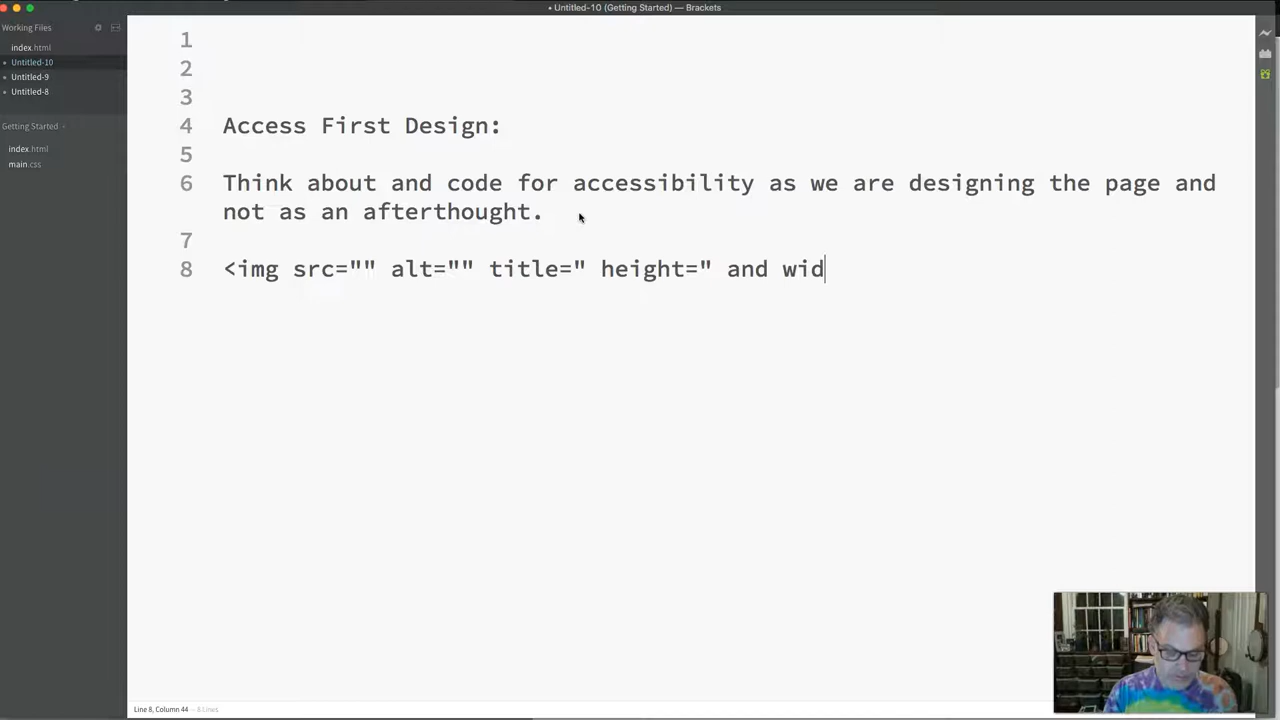 • Untitled-10 (Getting Started) — Brackets
Working Files
index.html
• Untitled-10
• Untitled-9
• Untitled-8
Getting Started
index.html
main.css
1
2
3
4 Access First Design:
5
6 Think about and code for accessibility as we are designing the page and
not as an afterthought.
7
8 <img src="" alt="" title=" height=" and wid
Line 8, Column 44 — 8 Lines